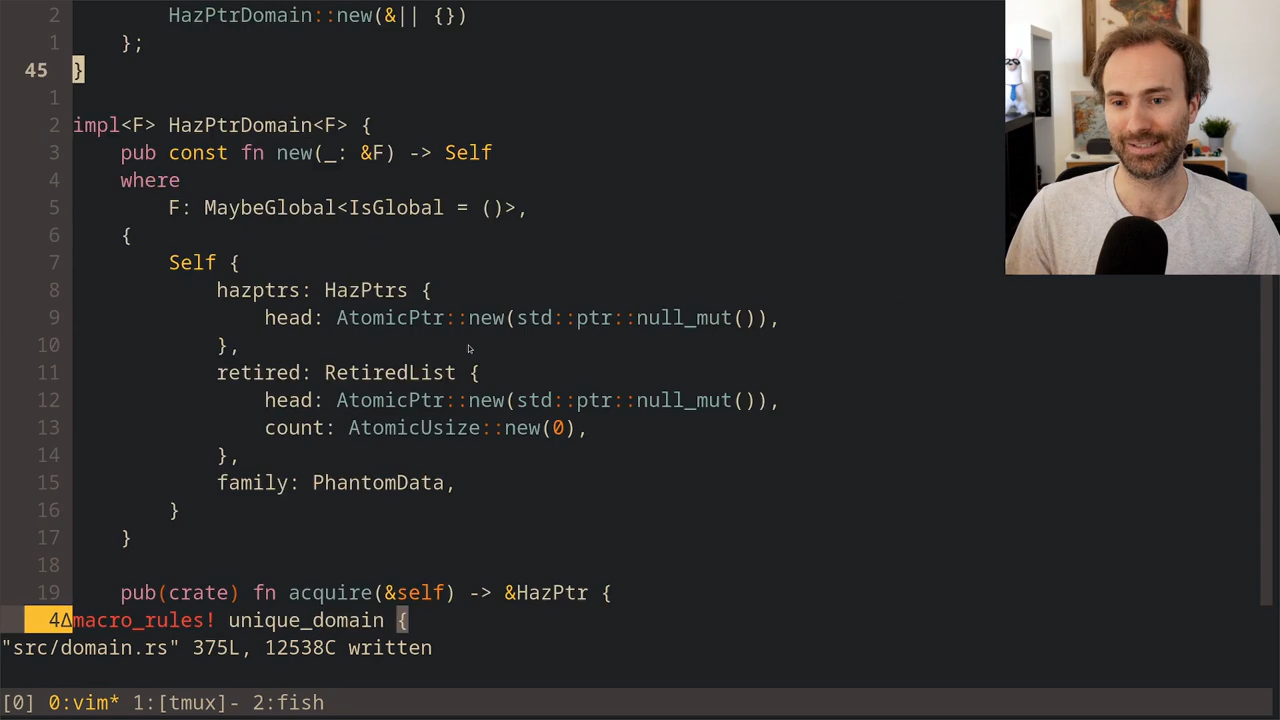 2 HazPtrDomain::new(&|| {})
1 };
45 }
1
2 impl<F> HazPtrDomain<F> {
3 pub const fn new(_: &F) -> Self
4 where
5 F: MaybeGlobal<IsGlobal = ()>,
6 {
7 Self {
8 hazptrs: HazPtrs {
9 head: AtomicPtr::new(std::ptr::null_mut()),
10 },
11 retired: RetiredList {
12 head: AtomicPtr::new(std::ptr::null_mut()),
13 count: AtomicUsize::new(0),
14 },
15 family: PhantomData,
16 }
17 }
18
19 pub(crate) fn acquire(&self) -> &HazPtr {
4∆macro_rules! unique_domain {
"src/domain.rs" 375L, 12538C written
[0] 0:vim* 1:[tmux]- 2:fish